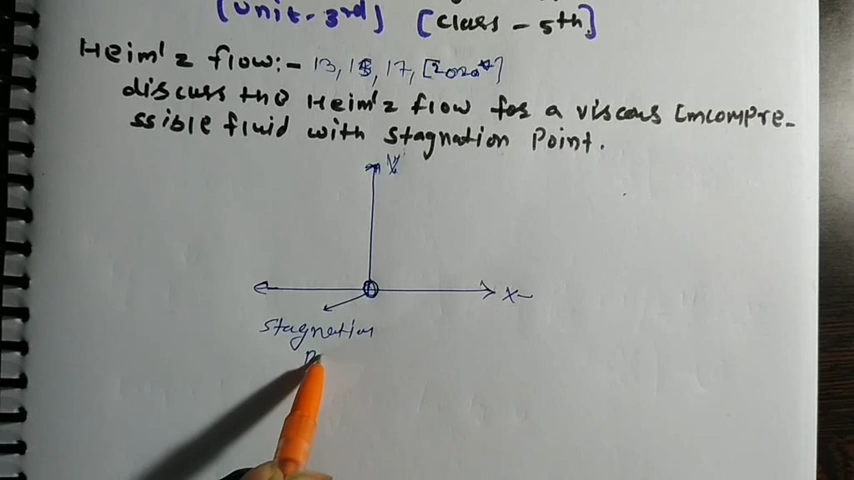 (Unit-3rd) [Class - 5th]
Heim'z flow:- 13, 15, 17, [2020*]
discuss the Heim'z flow for a viscous Incompre-
ssible fluid with stagnation Point.
Y
X
stagnation